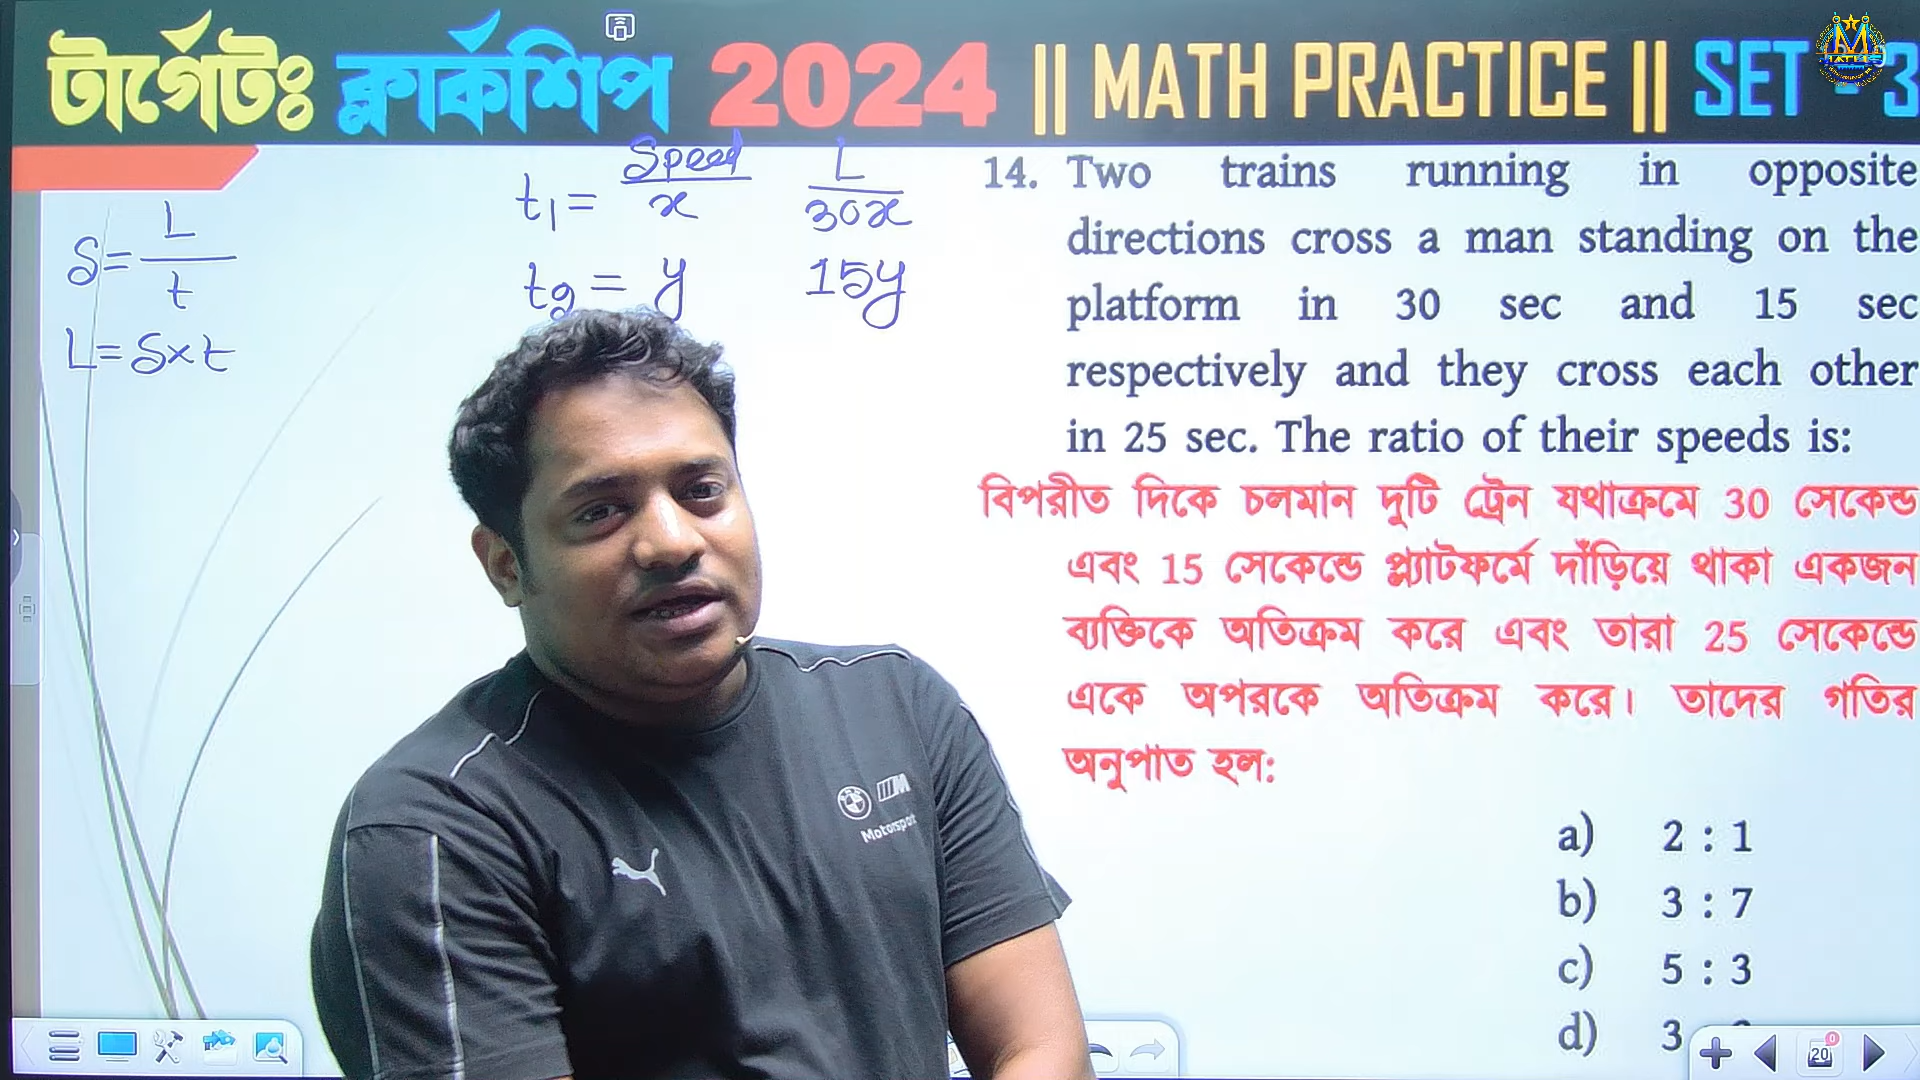 টার্গেটঃ ক্লার্কশিপ 2024 || MATH PRACTICE || SET - 3
S = L / t
L = S × t
Speed L
t1 = x 30x
t2 = y 15y
14. Two trains running in opposite
directions cross a man standing on the
platform in 30 sec and 15 sec
respectively and they cross each other
in 25 sec. The ratio of their speeds is:
বিপরীত দিকে চলমান দুটি ট্রেন যথাক্রমে 30 সেকেন্ড
এবং 15 সেকেন্ডে প্ল্যাটফর্মে দাঁড়িয়ে থাকা একজন
ব্যক্তিকে অতিক্রম করে এবং তারা 25 সেকেন্ডে
একে অপরকে অতিক্রম করে। তাদের গতির
অনুপাত হল:
a) 2 : 1
b) 3 : 7
c) 5 : 3
d) 3
Motorsport
20
0